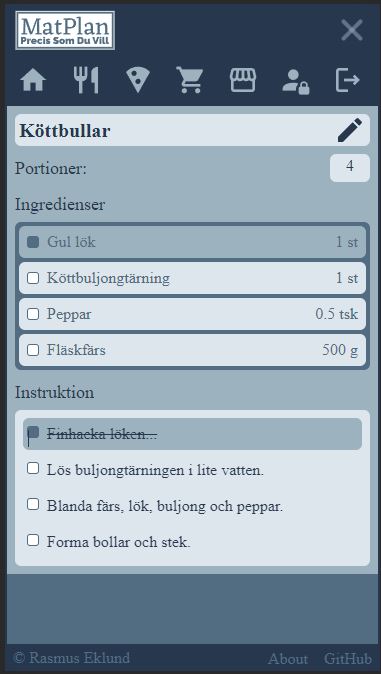 MatPlan
Precis Som Du Vill
Köttbullar
Portioner: 4
Ingredienser
Gul lök 1 st
Köttbuljongtärning 1 st
Peppar 0.5 tsk
Fläskfärs 500 g
Instruktion
Finhacka löken...
Lös buljongtärningen i lite vatten.
Blanda färs, lök, buljong och peppar.
Forma bollar och stek.
© Rasmus Eklund About GitHub